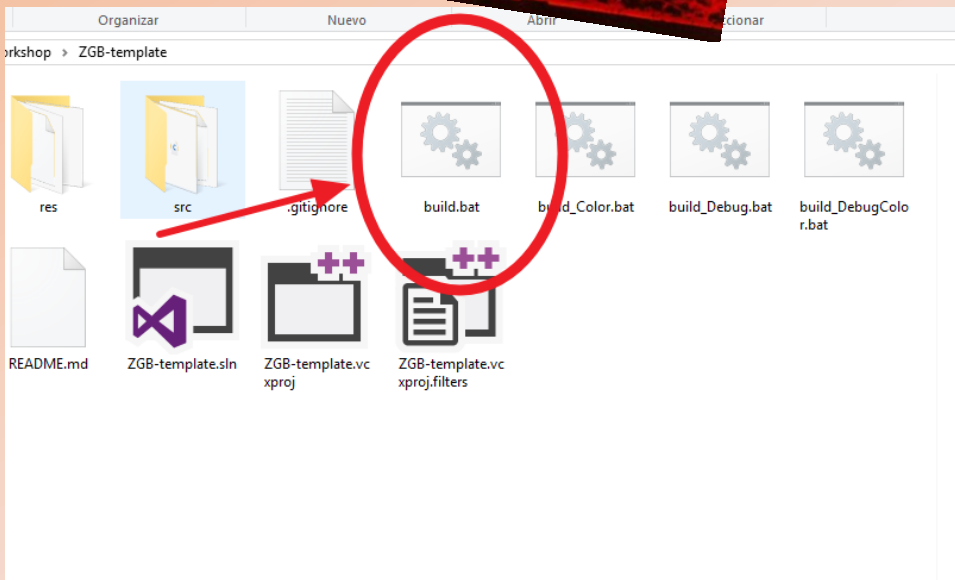 Organizar Nuevo Abrir
orkshop > ZGB-template
res src .gitignore build.bat build_Color.bat build_Debug.bat build_DebugColo
r.bat
README.md ZGB-template.sln ZGB-template.vc ZGB-template.vc
xproj xproj.filters